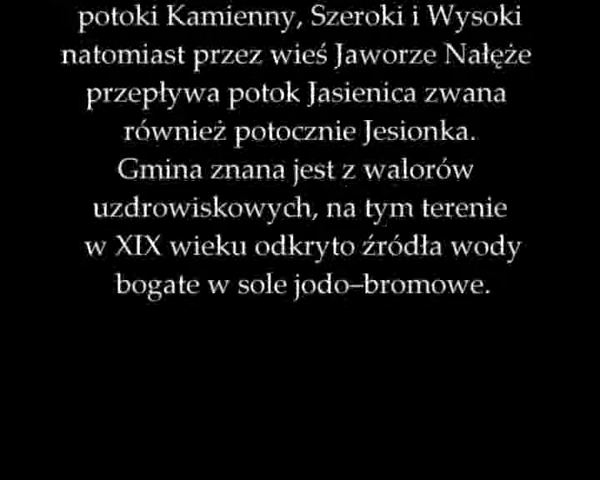 potoki Kamienny, Szeroki i Wysoki
natomiast przez wieś Jaworze Nałęże
przepływa potok Jasienica zwana
również potocznie Jesionka.
Gmina znana jest z walorów
uzdrowiskowych, na tym terenie
w XIX wieku odkryto źródła wody
bogate w sole jodo–bromowe.